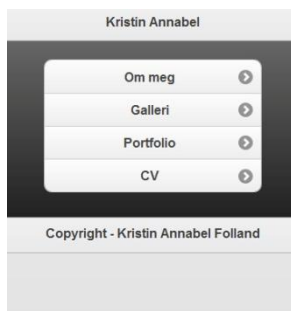 Kristin Annabel
Om meg
Galleri
Portfolio
CV
Copyright - Kristin Annabel Folland